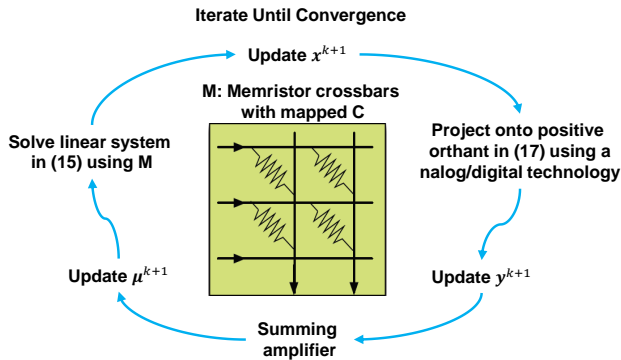 Iterate Until Convergence
Update x^{k+1}
M: Memristor crossbars
with mapped C
Solve linear system
in (15) using M
Project onto positive
orthant in (17) using a
nalog/digital technology
Update μ^{k+1}
Update y^{k+1}
Summing
amplifier